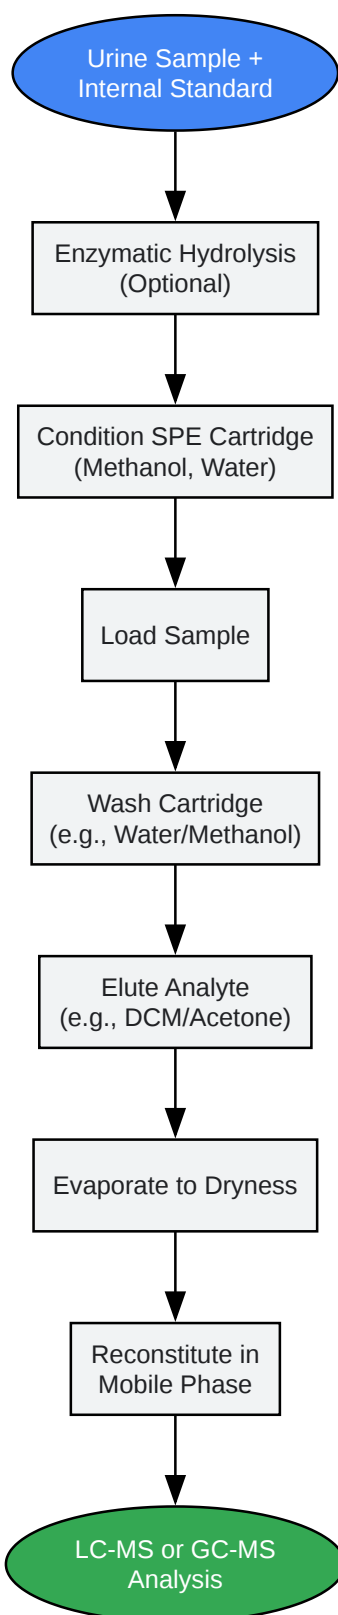 Urine Sample +
Internal Standard
Enzymatic Hydrolysis
(Optional)
Condition SPE Cartridge
(Methanol, Water)
Load Sample
Wash Cartridge
(e.g., Water/Methanol)
Elute Analyte
(e.g., DCM/Acetone)
Evaporate to Dryness
Reconstitute in
Mobile Phase
LC-MS or GC-MS
Analysis